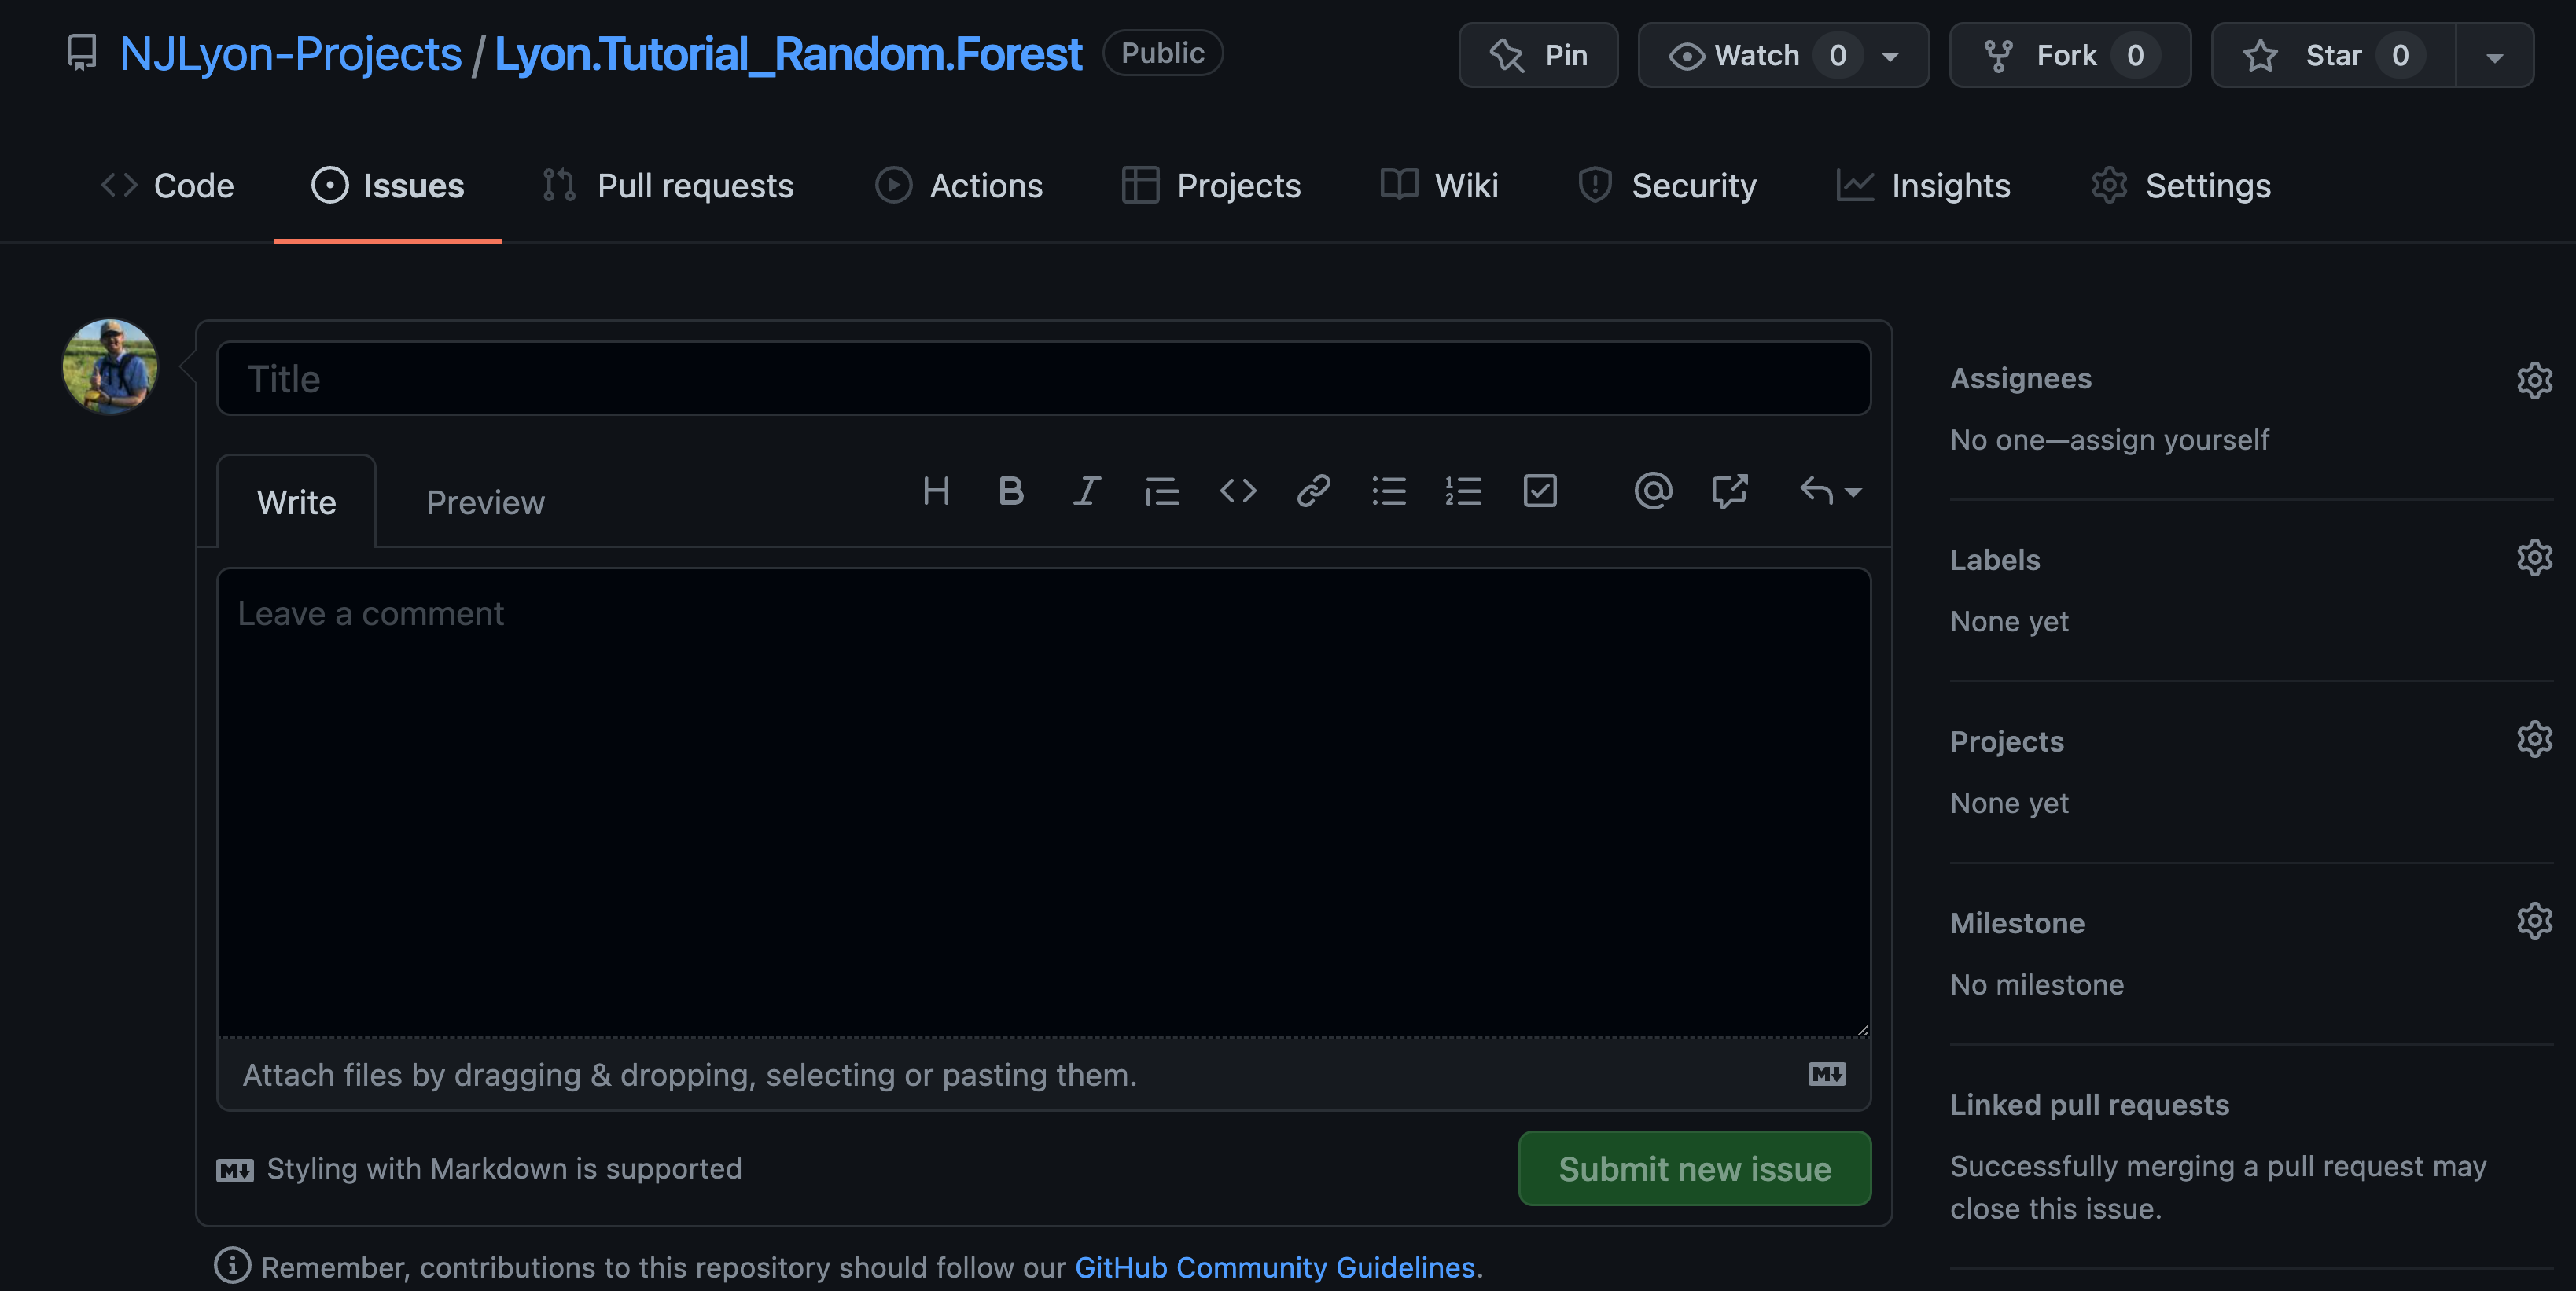 NJLyon-Projects / Lyon.Tutorial_Random.Forest Public Pin Watch 0 Fork 0 Star 0
Code Issues Pull requests Actions Projects Wiki Security Insights Settings
Title
Write Preview
Leave a comment
Attach files by dragging & dropping, selecting or pasting them.
Styling with Markdown is supported
Submit new issue
Remember, contributions to this repository should follow our GitHub Community Guidelines.
Assignees
No one—assign yourself
Labels
None yet
Projects
None yet
Milestone
No milestone
Linked pull requests
Successfully merging a pull request may
close this issue.